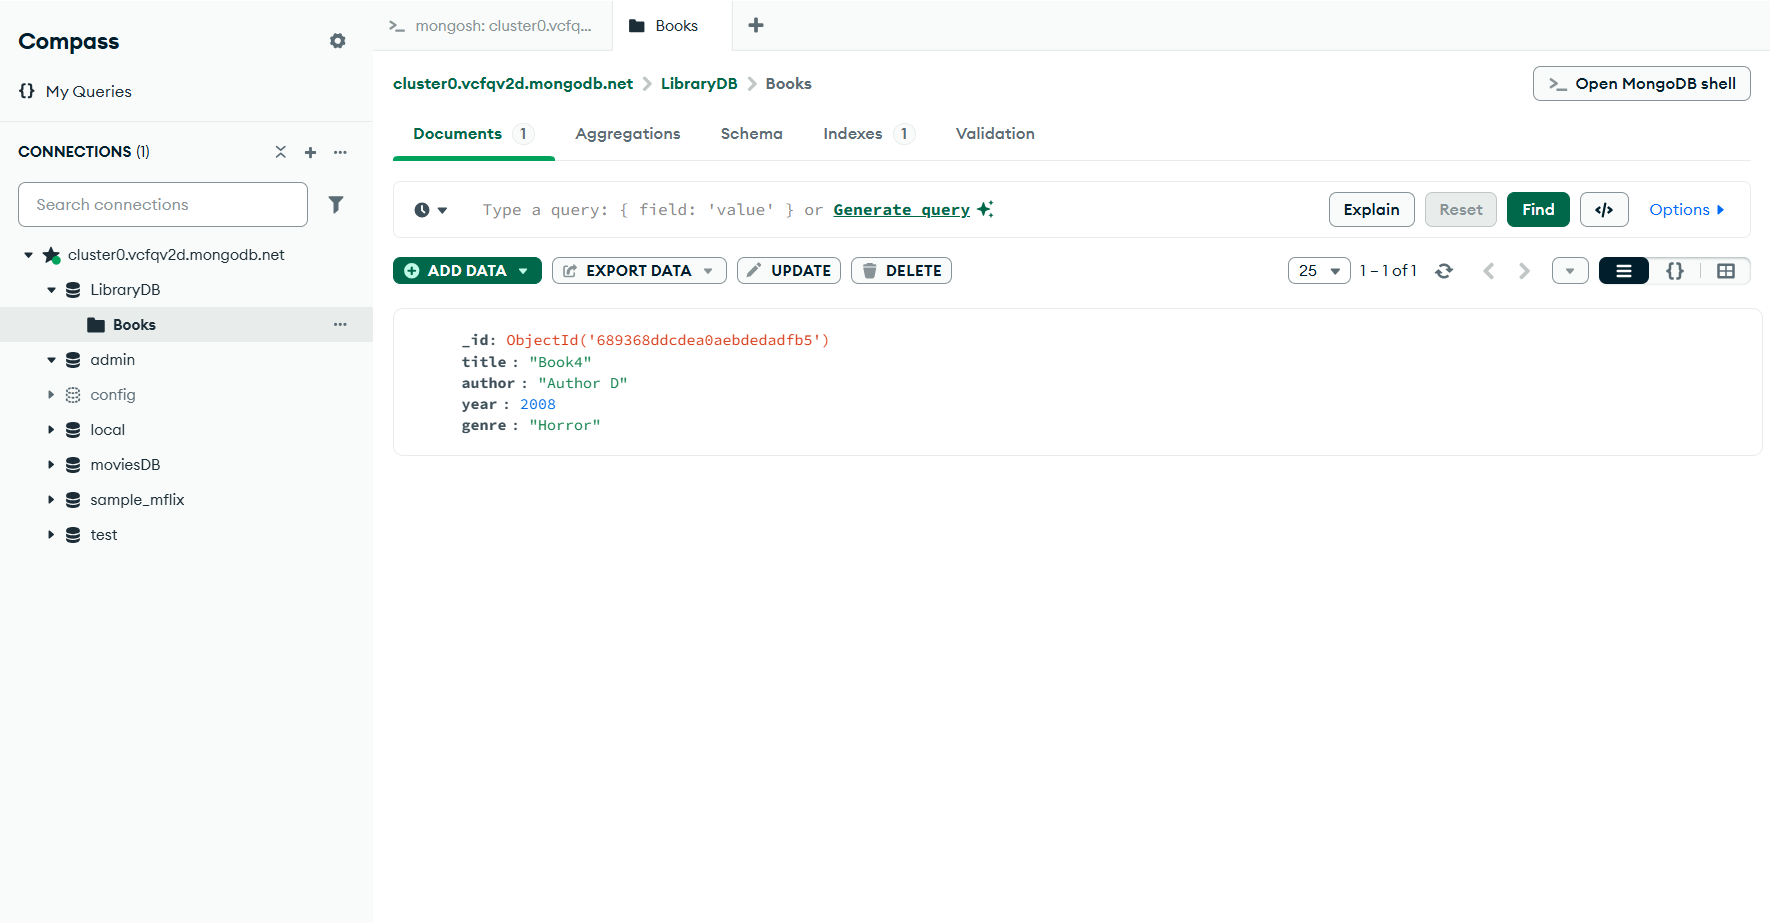 Compass
My Queries
CONNECTIONS (1)
Search connections
cluster0.vcfqv2d.mongodb.net
LibraryDB
Books
admin
config
local
moviesDB
sample_mflix
test
>_ mongosh: cluster0.vcfq...
Books
cluster0.vcfqv2d.mongodb.net > LibraryDB > Books
>_ Open MongoDB shell
Documents 1 Aggregations Schema Indexes 1 Validation
Type a query: { field: 'value' } or Generate query
Explain Reset Find </> Options
ADD DATA EXPORT DATA UPDATE DELETE
25 1 – 1 of 1 {}
_id: ObjectId('689368ddcdea0aebdedadfb5')
title : "Book4"
author : "Author D"
year : 2008
genre : "Horror"